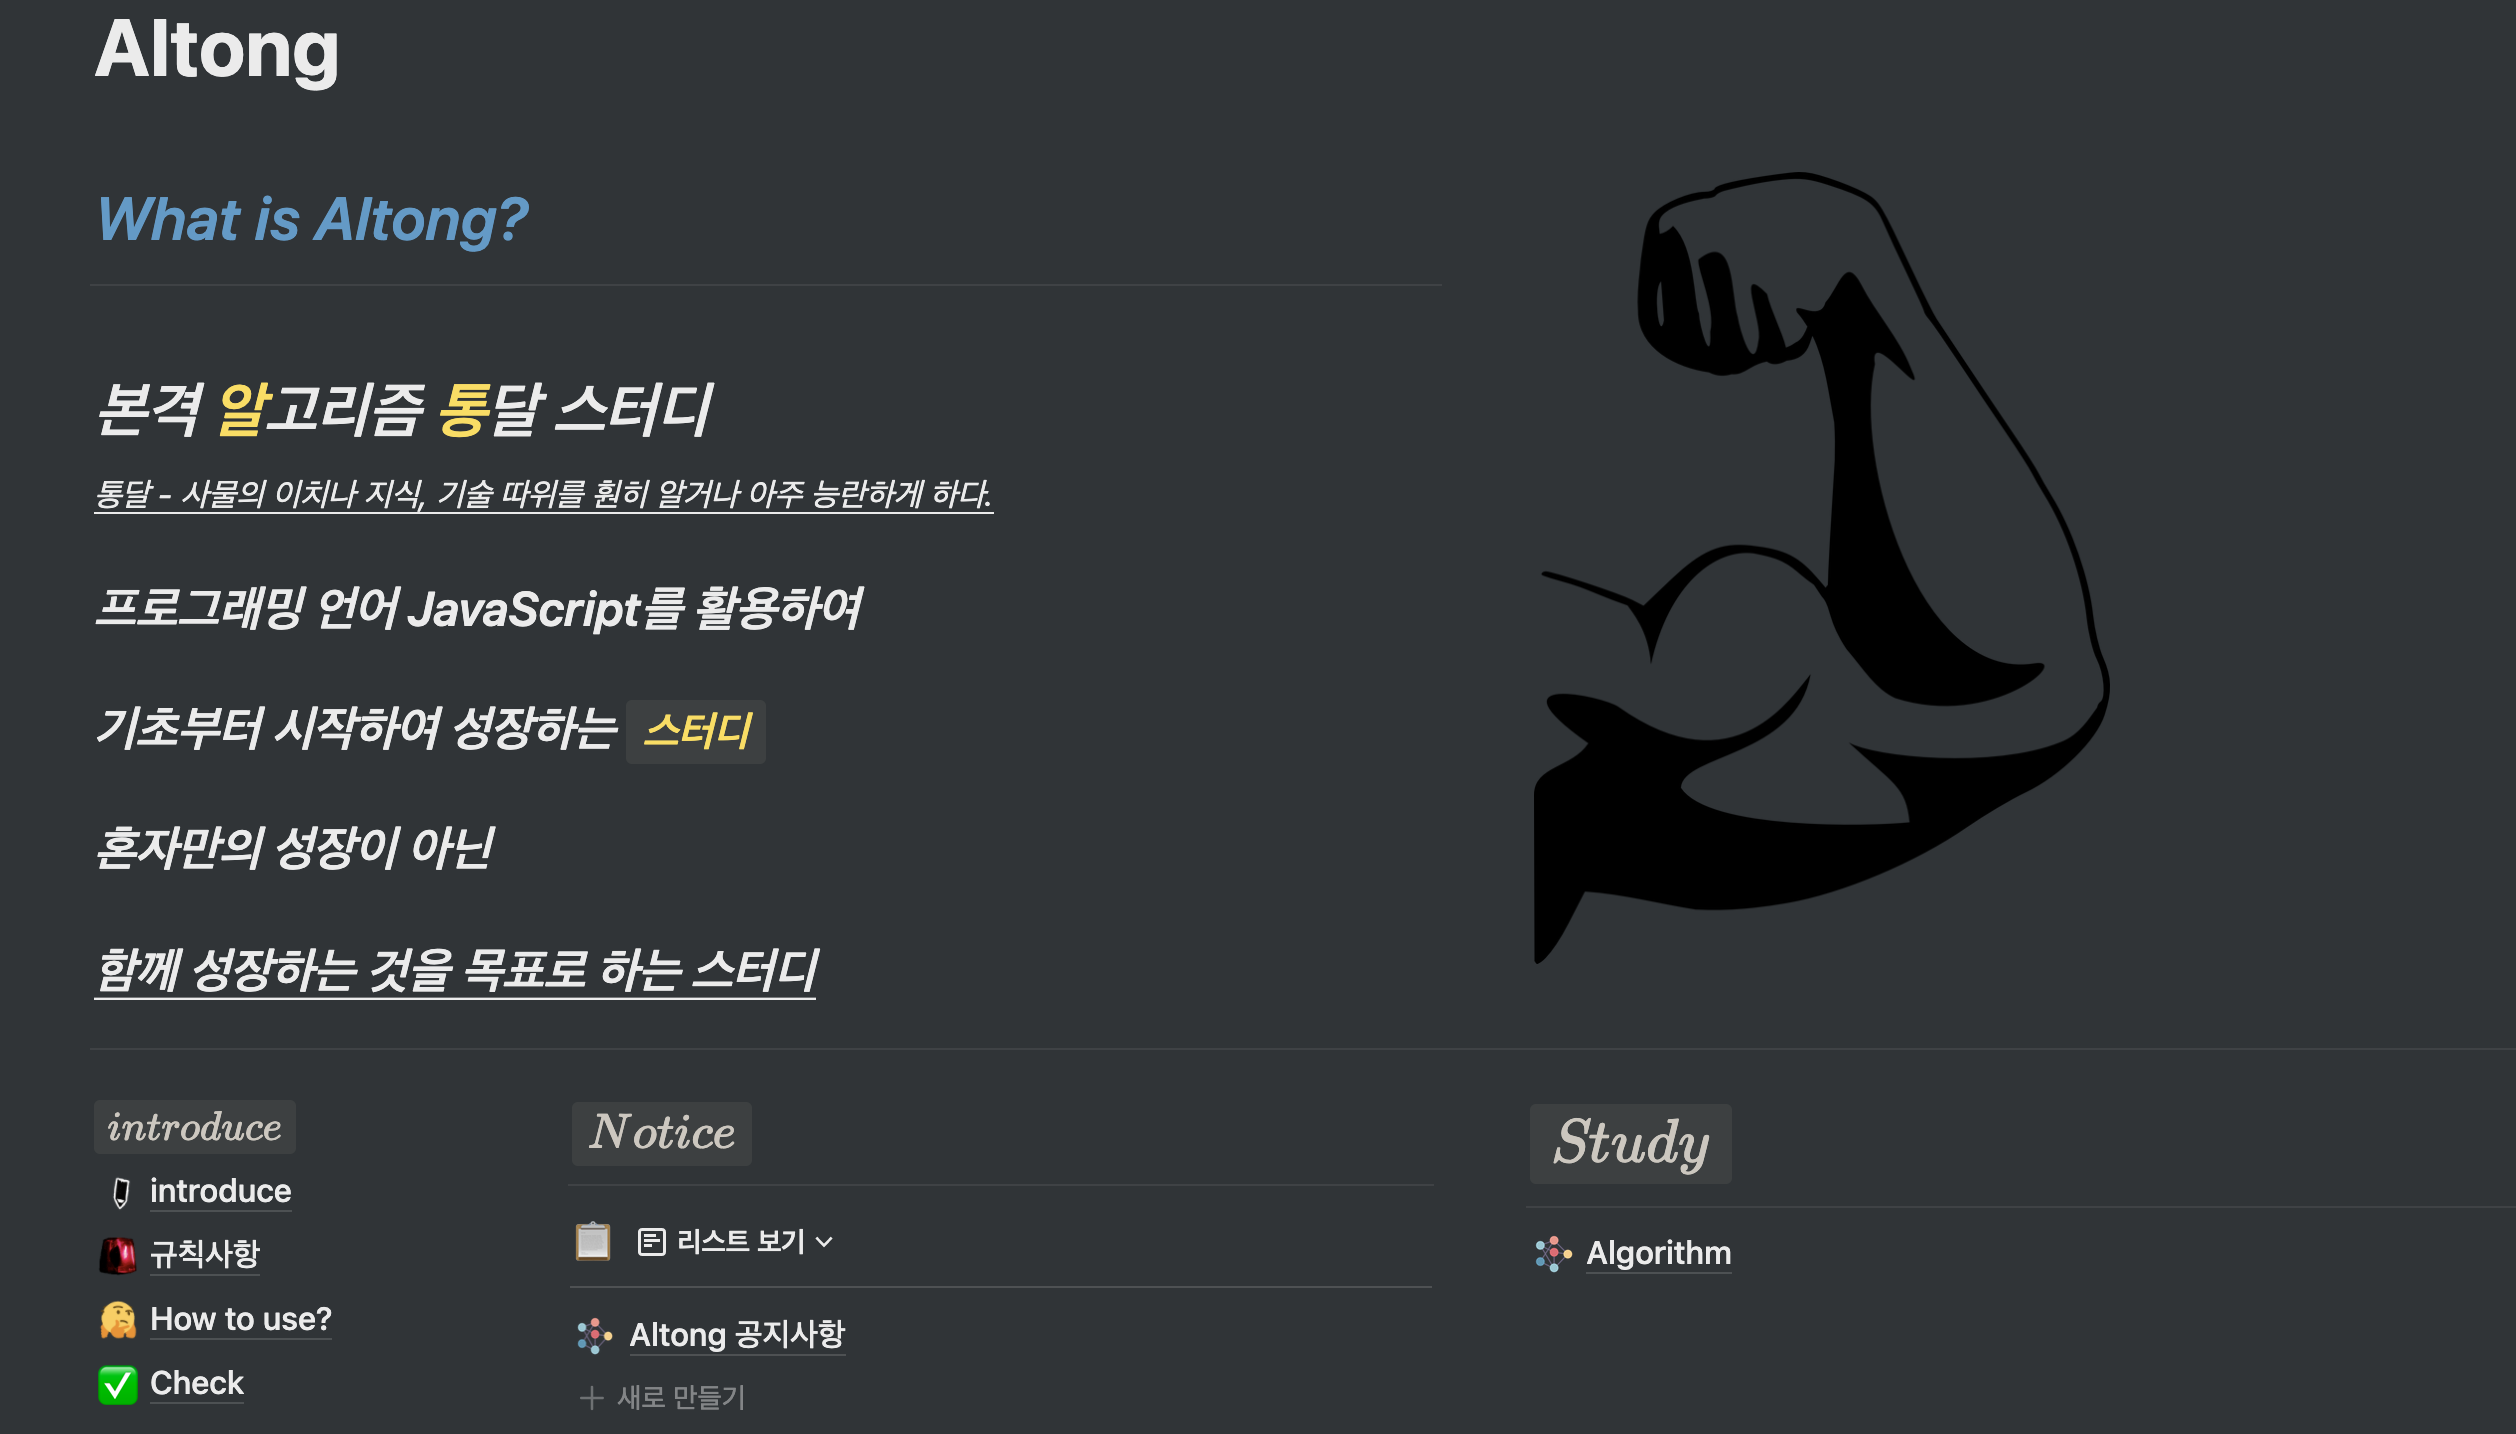 Altong
What is Altong?
본격 알고리즘 통달 스터디
통달 - 사물의 이치나 지식, 기술 따위를 훤히 알거나 아주 능란하게 하다.
프로그래밍 언어 JavaScript를 활용하여
기초부터 시작하여 성장하는 스터디
혼자만의 성장이 아닌
함께 성장하는 것을 목표로 하는 스터디
introduce
introduce
규칙사항
How to use?
Check
Notice
리스트 보기
Altong 공지사항
+ 새로 만들기
Study
Algorithm